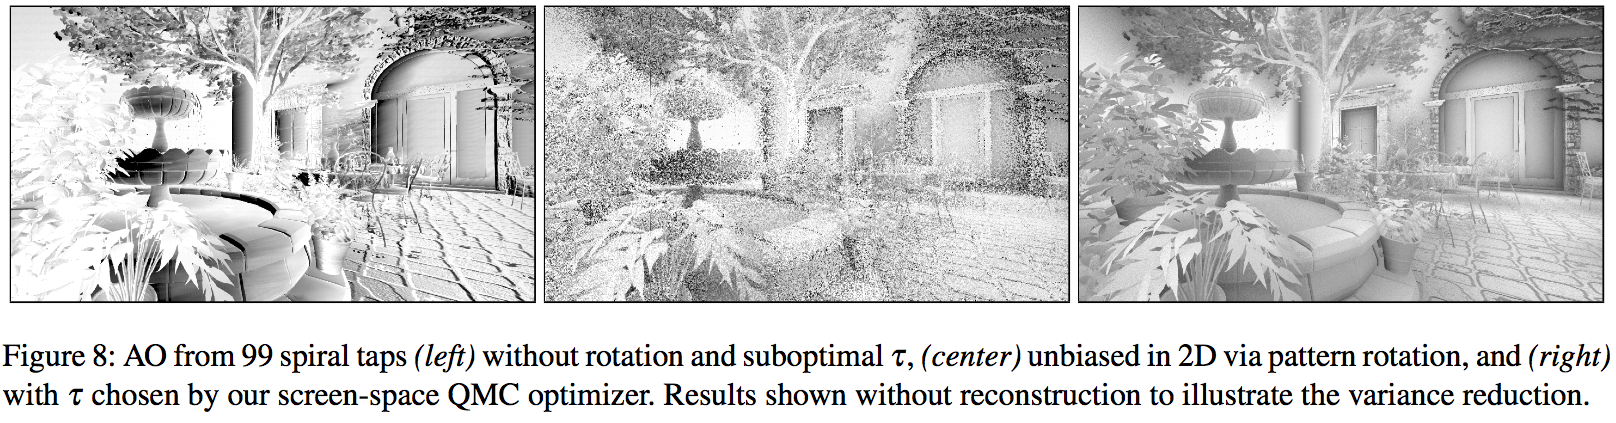 Figure 8: AO from 99 spiral taps (left) without rotation and suboptimal τ, (center) unbiased in 2D via pattern rotation, and (right)
with τ chosen by our screen-space QMC optimizer. Results shown without reconstruction to illustrate the variance reduction.